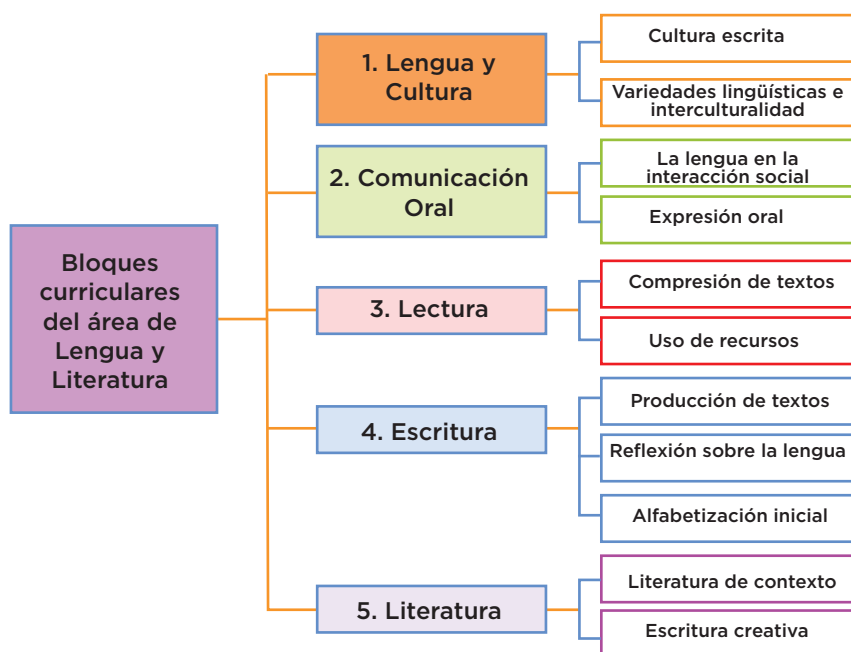 Bloques
curriculares
del área de
Lengua y
Literatura
1. Lengua y
Cultura
Cultura escrita
Variedades lingüísticas e
interculturalidad
2. Comunicación
Oral
La lengua en la
interacción social
Expresión oral
3. Lectura
Compresión de textos
Uso de recursos
4. Escritura
Producción de textos
Reflexión sobre la lengua
Alfabetización inicial
5. Literatura
Literatura de contexto
Escritura creativa